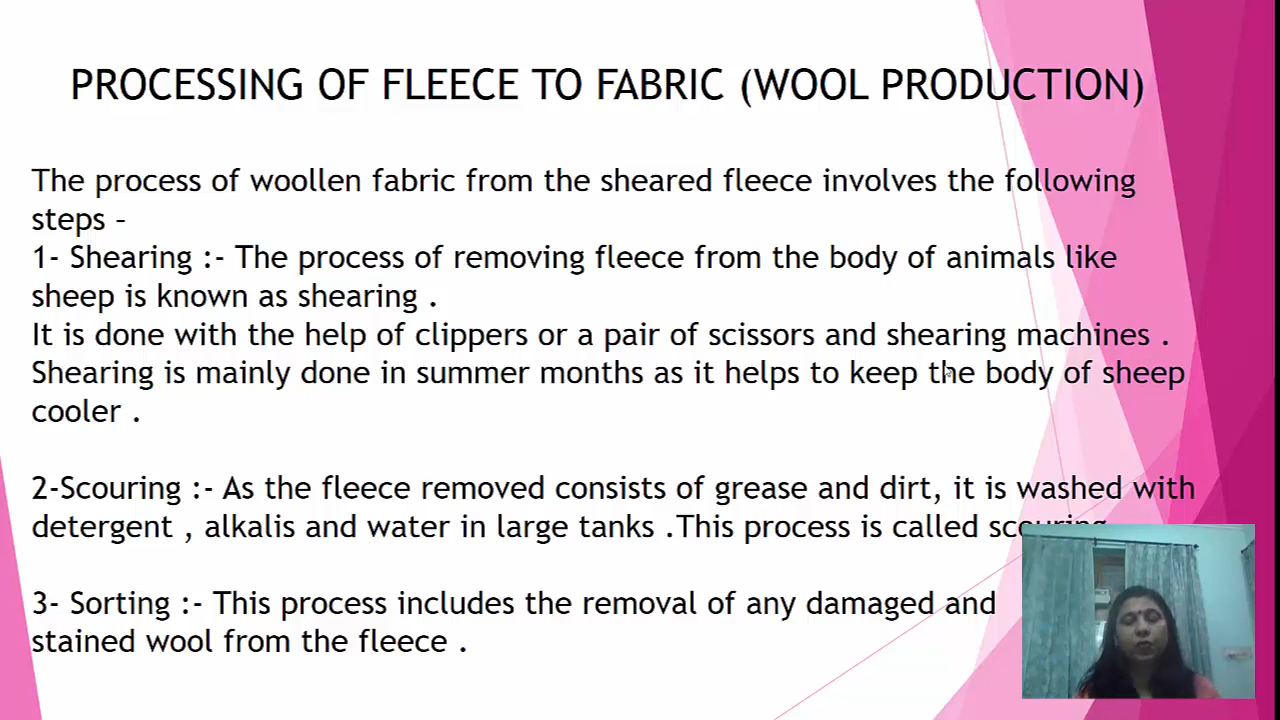 PROCESSING OF FLEECE TO FABRIC (WOOL PRODUCTION)
The process of woollen fabric from the sheared fleece involves the following
steps –
1- Shearing :- The process of removing fleece from the body of animals like
sheep is known as shearing .
It is done with the help of clippers or a pair of scissors and shearing machines .
Shearing is mainly done in summer months as it helps to keep the body of sheep
cooler .
2-Scouring :- As the fleece removed consists of grease and dirt, it is washed with
detergent , alkalis and water in large tanks .This process is called scouring
3- Sorting :- This process includes the removal of any damaged and
stained wool from the fleece .